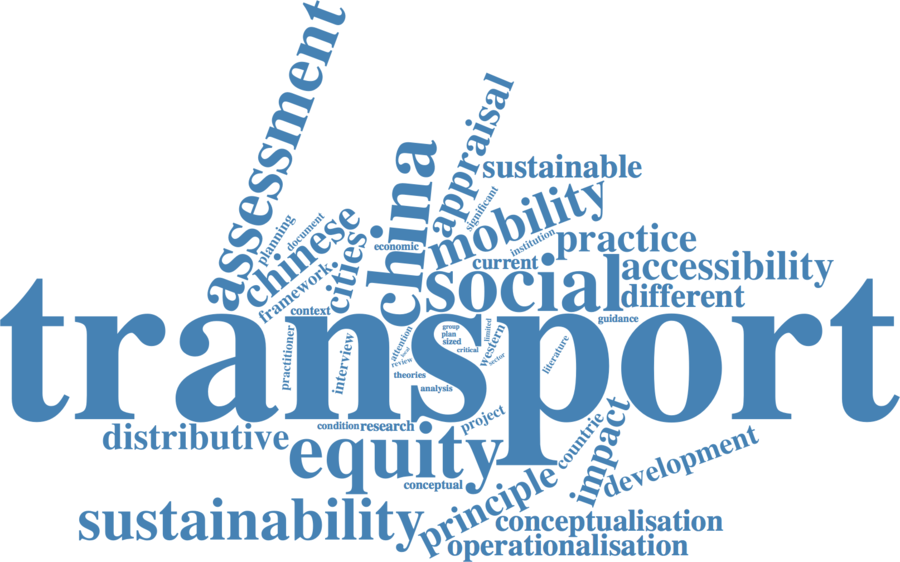 assessment
appraisal
china
sustainable
significant
mobility
planning
document
chinese
cities
economic
institution
practice
framework
current
accessibility
social
different
context
guidance
transport
practitioner
interview
attention
local
review
group
plan
sized
critical
limited
western
sector
literature
theories
analysis
distributive
condition
research
project
countrie
equity
impact
development
conceptual
principle
sustainability
conceptualisation
operationalisation